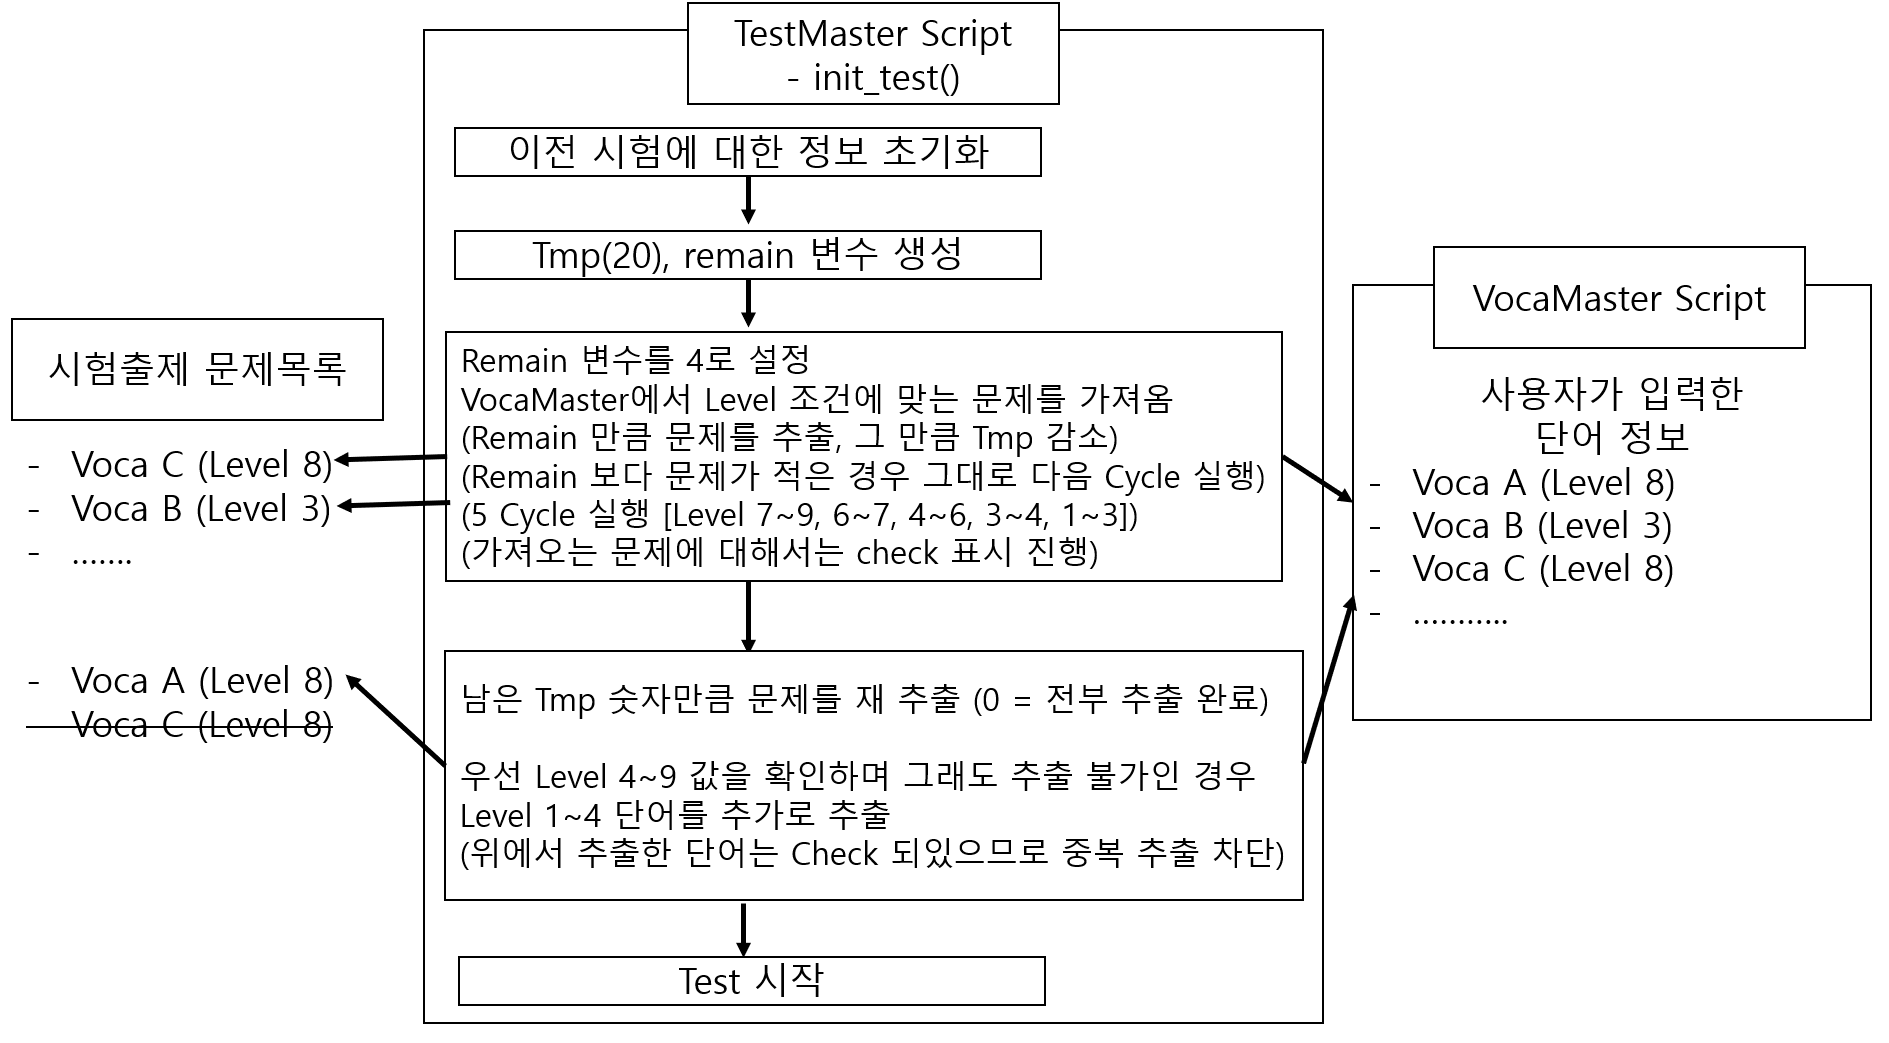 TestMaster Script
- init_test()
이전 시험에 대한 정보 초기화
Tmp(20), remain 변수 생성
Remain 변수를 4로 설정
VocaMaster에서 Level 조건에 맞는 문제를 가져옴
(Remain 만큼 문제를 추출, 그 만큼 Tmp 감소)
(Remain 보다 문제가 적은 경우 그대로 다음 Cycle 실행)
(5 Cycle 실행 [Level 7~9, 6~7, 4~6, 3~4, 1~3])
(가져오는 문제에 대해서는 check 표시 진행)
남은 Tmp 숫자만큼 문제를 재 추출 (0 = 전부 추출 완료)
우선 Level 4~9 값을 확인하며 그래도 추출 불가인 경우
Level 1~4 단어를 추가로 추출
(위에서 추출한 단어는 Check 되있으므로 중복 추출 차단)
Test 시작
시험출제 문제목록
- Voca C (Level 8)
- Voca B (Level 3)
- .......
- Voca A (Level 8)
Voca C (Level 8)
VocaMaster Script
사용자가 입력한
단어 정보
- Voca A (Level 8)
- Voca B (Level 3)
- Voca C (Level 8)
- ...........